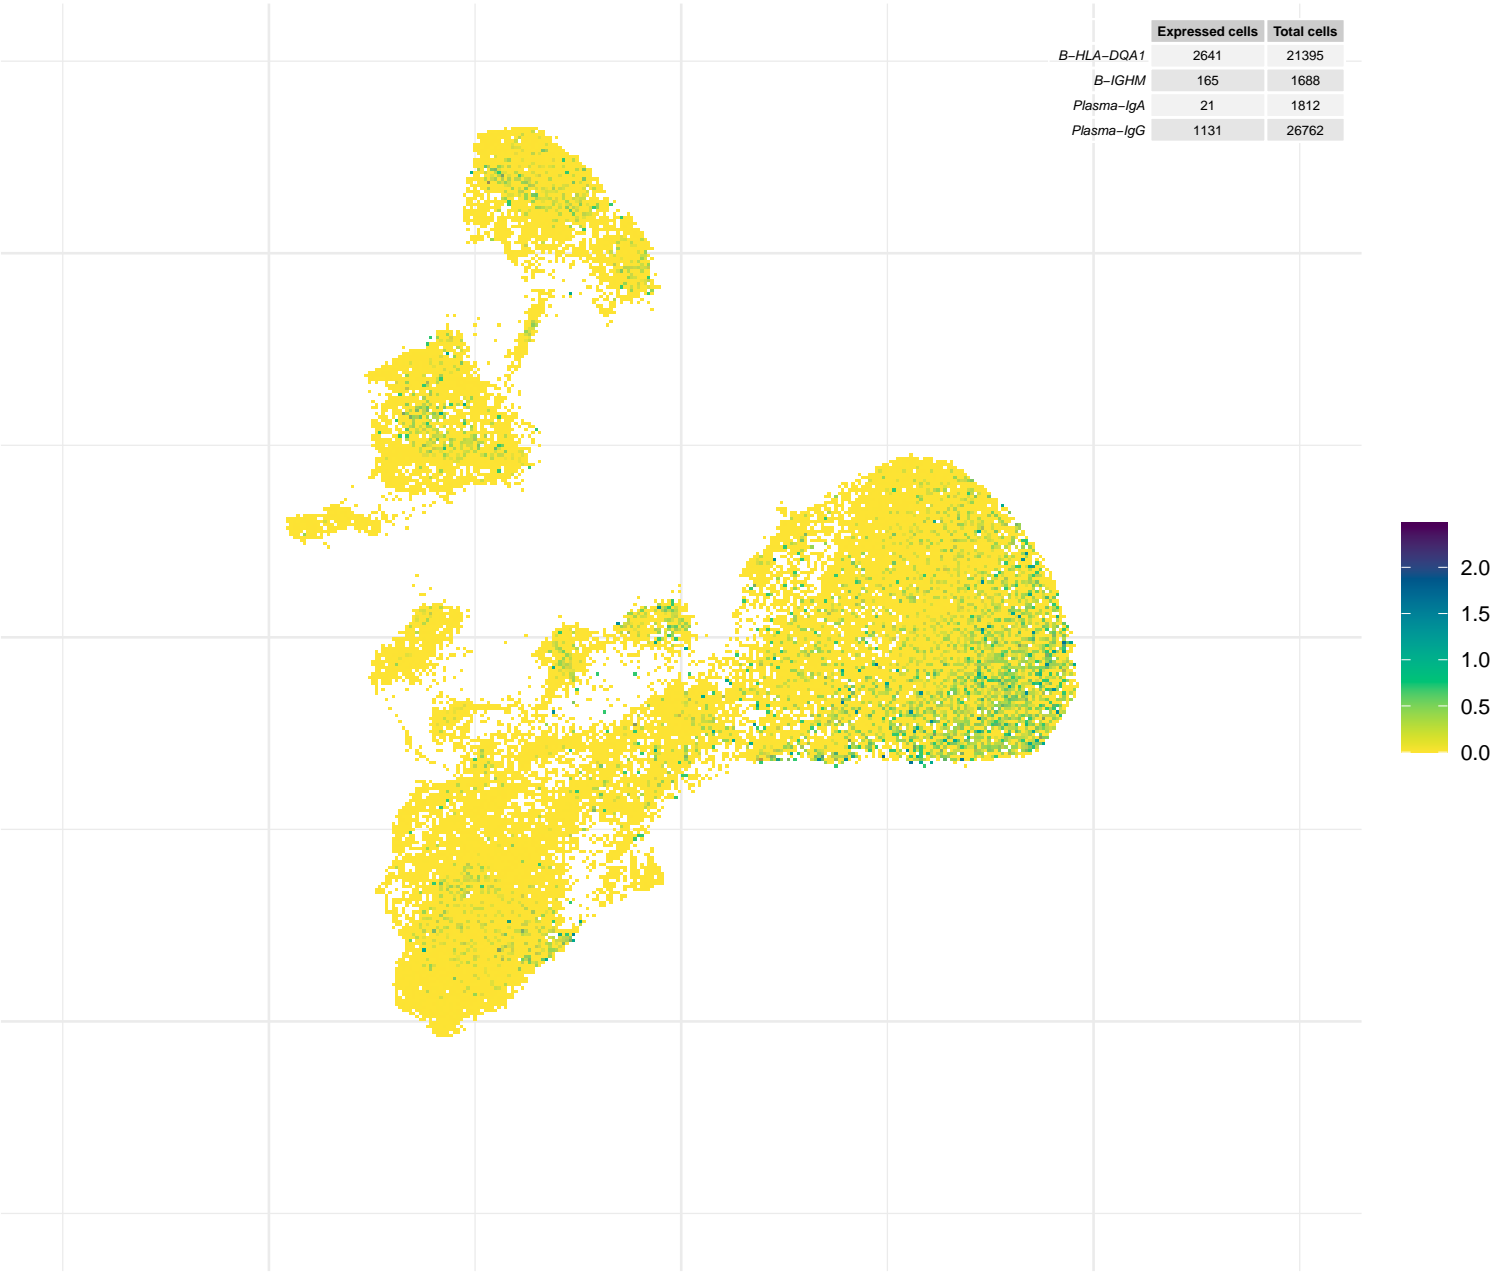 Expressed cells Total cells
B−HLA−DQA1 2641 21395
B−IGHM 165 1688
Plasma−IgA 21 1812
Plasma−IgG 1131 26762
2.0
1.5
1.0
0.5
0.0